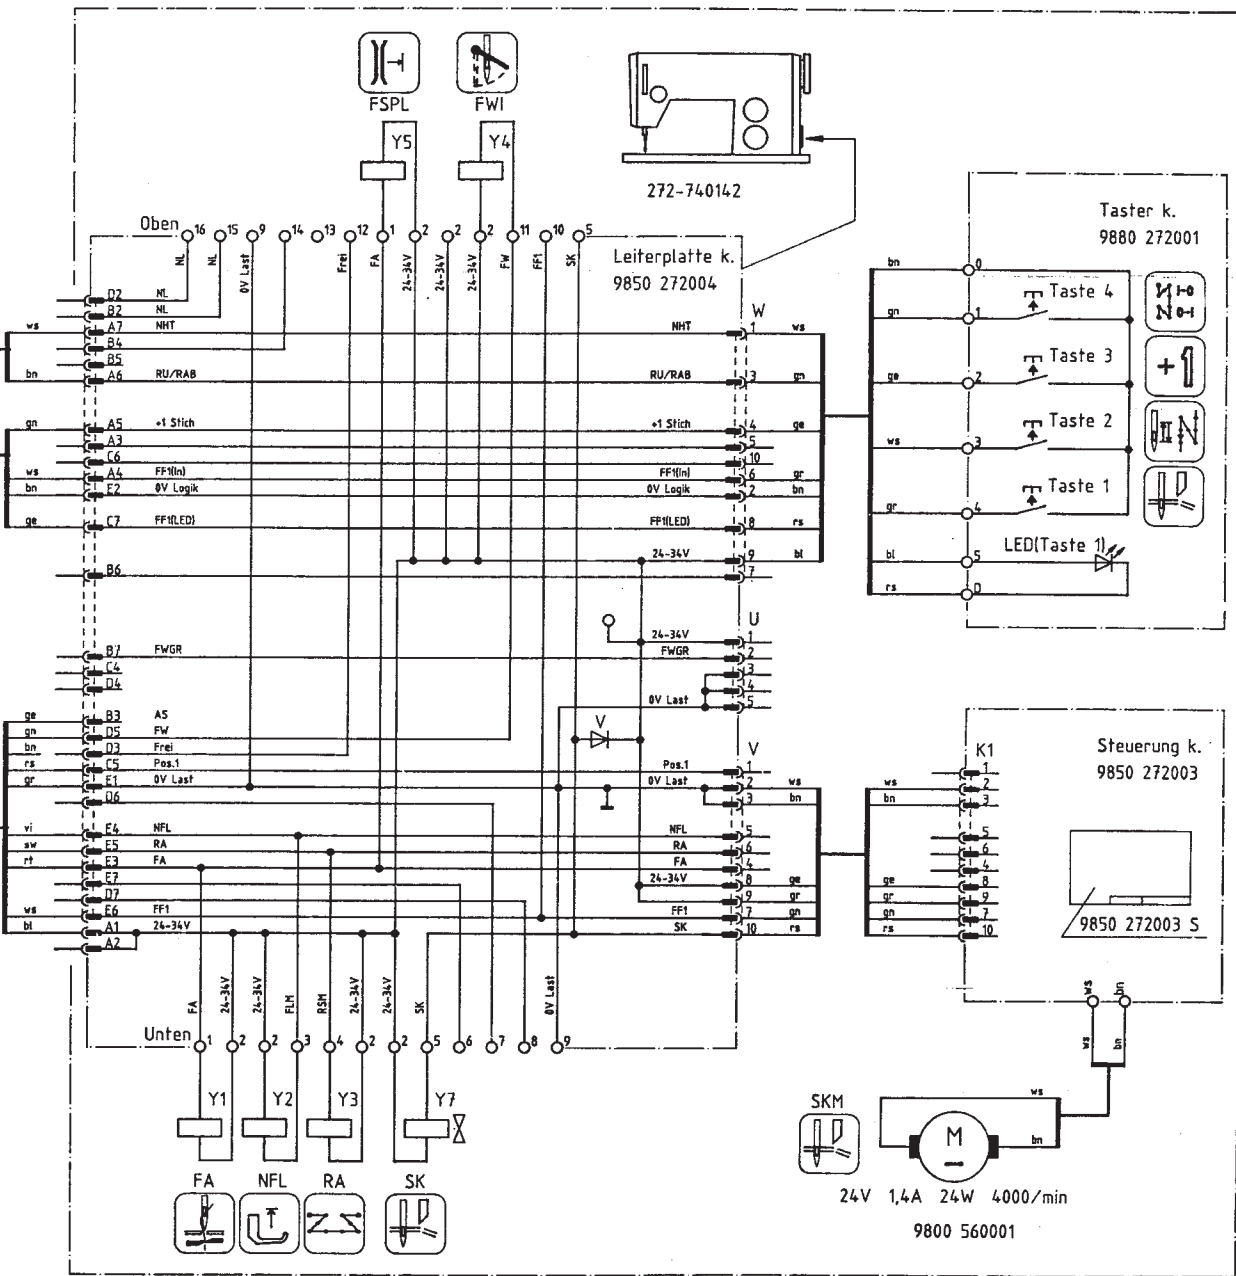 FSPL
FWI
Y5
Y4
272-740142
Oben
16 15 9 14 13 12 1 2 2 2 11 10 5
NL NL 0V Last Frei FA 24-34V 24-34V 24-34V FW FF1 SK
Leiterplatte k.
9850 272004
Taster k.
9880 272001
bn 0
gn 1 Taste 4
I-0
0-I
ge 2 Taste 3
+1
ws 3 Taste 2
gr 4 Taste 1
bl 5 LED(Taste 1)
rs D
W
D2 NL
B2 NL
ws A7 NHT NHT 1 ws
B4
B5
bn A6 RU/RAB RU/RAB 3 gn
gn A5 +1 Stich +1 Stich 4 ge
A3 5
C6 10
ws A4 FF1(In) FF1(In) 6 gr
bn E2 0V Logik 0V Logik 2 bn
ge C7 FF1(LED) FF1(LED) 8 rs
24-34V 9 bl
B6 7
U
24-34V 1
B7 FWGR FWGR 2
C4 3
D4 4
0V Last 5
ge B3 AS
gn D5 FW
V
bn D3 Frei
V
rs C5 Pos.1 Pos.1 1
gr E1 0V Last 0V Last 2 ws
D6 3 bn
vi E4 NFL NFL 5
sw E5 RA RA 6
rt E3 FA FA 4
E7 24-34V 8 ge
D7 9 gr
ws E6 FF1 FF1 7 gn
bl A1 24-34V SK 10 rs
A2
K1
Steuerung k.
9850 272003
1
ws 2
bn 3
5
6
4
ge 8
gr 9
gn 7
rs 10
9850 272003 S
ws bn
ws bn
FA 24-34V 24-34V FLM RSM 24-34V 24-34V SK 0V Last
Unten
1 2 2 3 4 2 2 5 6 7 8 9
Y1 Y2 Y3 Y7
FA NFL RA SK
SKM
M
ws
bn
24V 1,4A 24W 4000/min
9800 560001